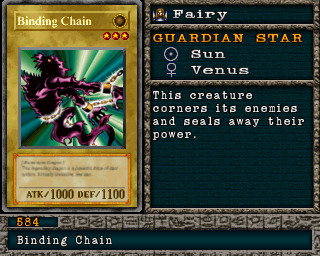 Binding Chain
Fairy
GUARDIAN STAR
Sun
Venus
This creature
corners its enemies
and seals away their
power.
ATK/1000 DEF/1100
584
Binding Chain